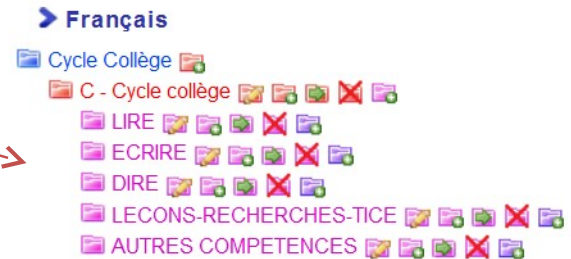 Français
Cycle Collège
C - Cycle collège
LIRE
ECRIRE
DIRE
LECONS-RECHERCHES-TICE
AUTRES COMPETENCES